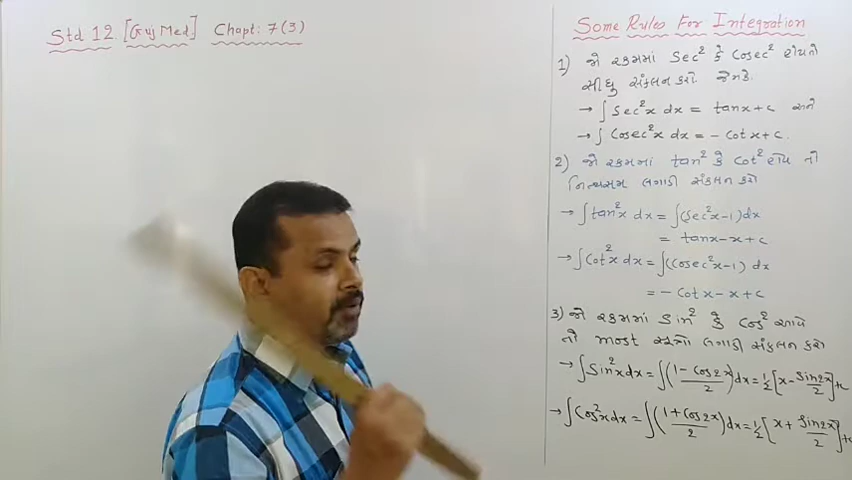 Std 12 [Guj Med] Chapt: 7(3)
Some Rules For Integration
1) જો રકમમાં Sec² કે Cosec² હોય તો
સીધુ સંકલન કરો જેમકે.
→ ∫Sec²x dx = tanx+c અને
→ ∫Cosec²x dx = - Cotx+c.
2) જો રકમમાં tan² કે Cot² હોય તો
નિત્યસમ લગાડી સંકલન કરો
→ ∫tan²x dx = ∫(Sec²x-1)dx
= tanx-x+c
→ ∫Cot²x dx = ∫(Cosec²x-1) dx
= - Cotx-x+c
3) જો રકમમાં Sin² કે Cos² આવે
તો most લગાડી સંકલન કરો
→ ∫Sin²x dx = ∫(1-Cos2x/2)dx = 1/2[x-Sin2x/2]+c
→ ∫Cos²x dx = ∫(1+Cos2x/2)dx = 1/2[x+Sin2x/2]+c